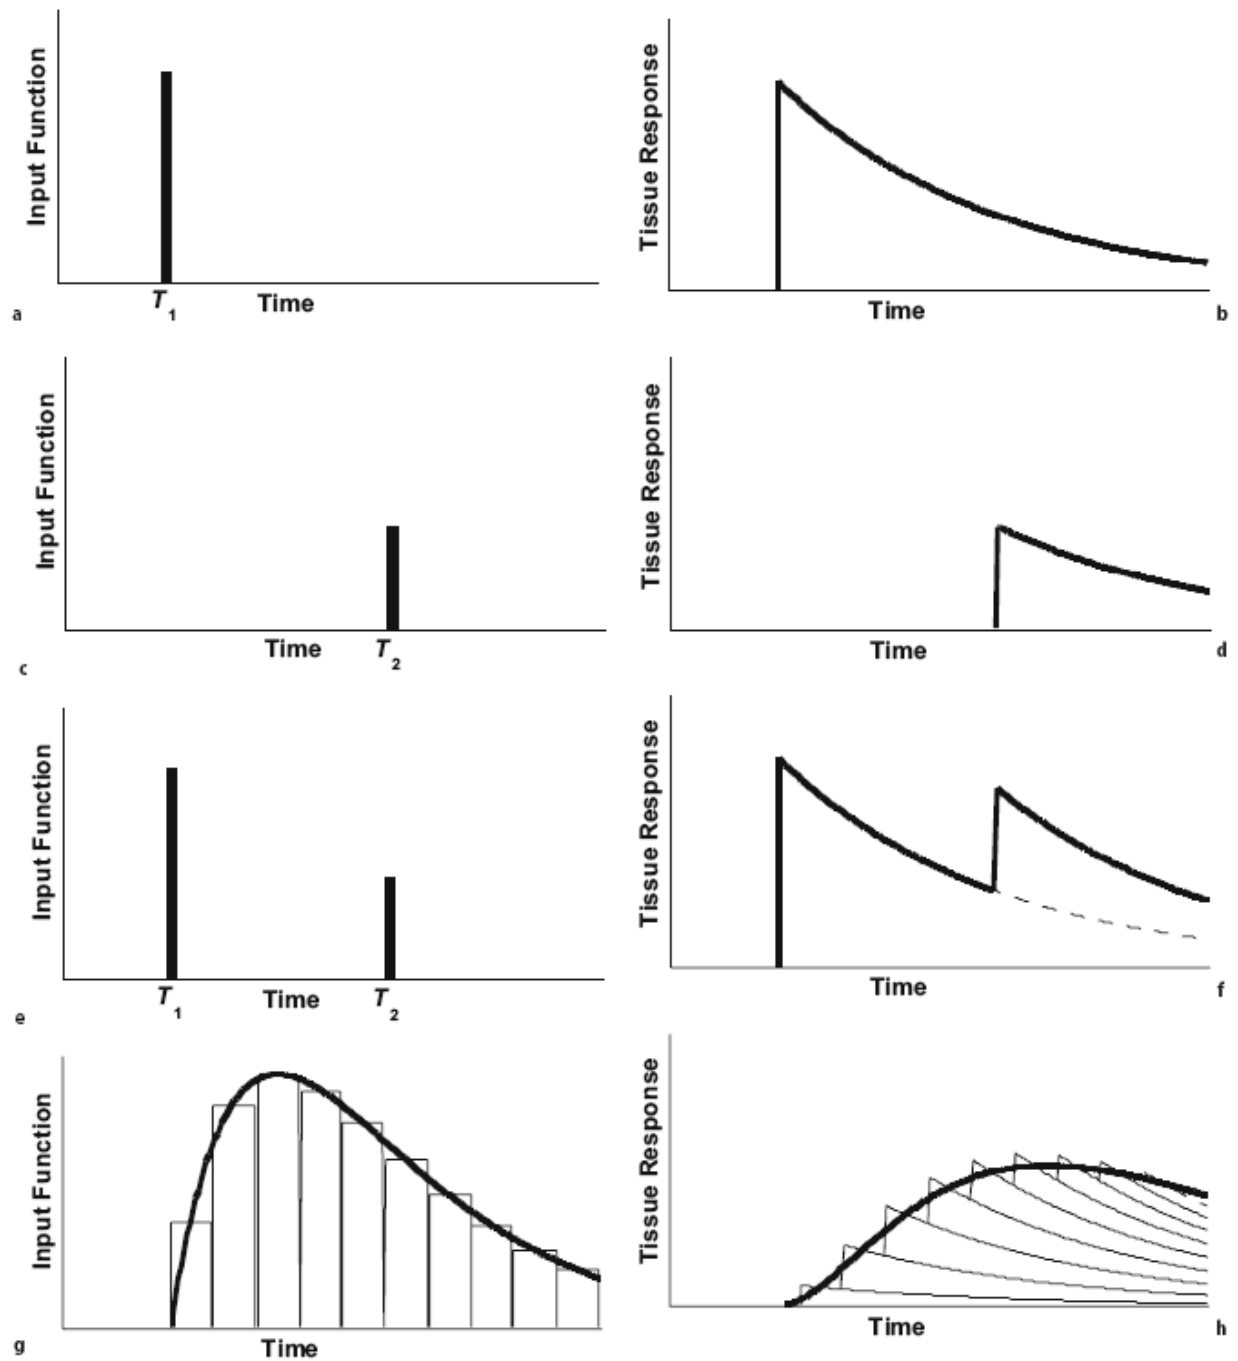 Input Function
T1
Time
a
Tissue Response
Time
b
Input Function
Time
T2
c
Tissue Response
Time
d
Input Function
T1
Time
T2
e
Tissue Response
Time
f
Input Function
Time
g
Tissue Response
Time
h